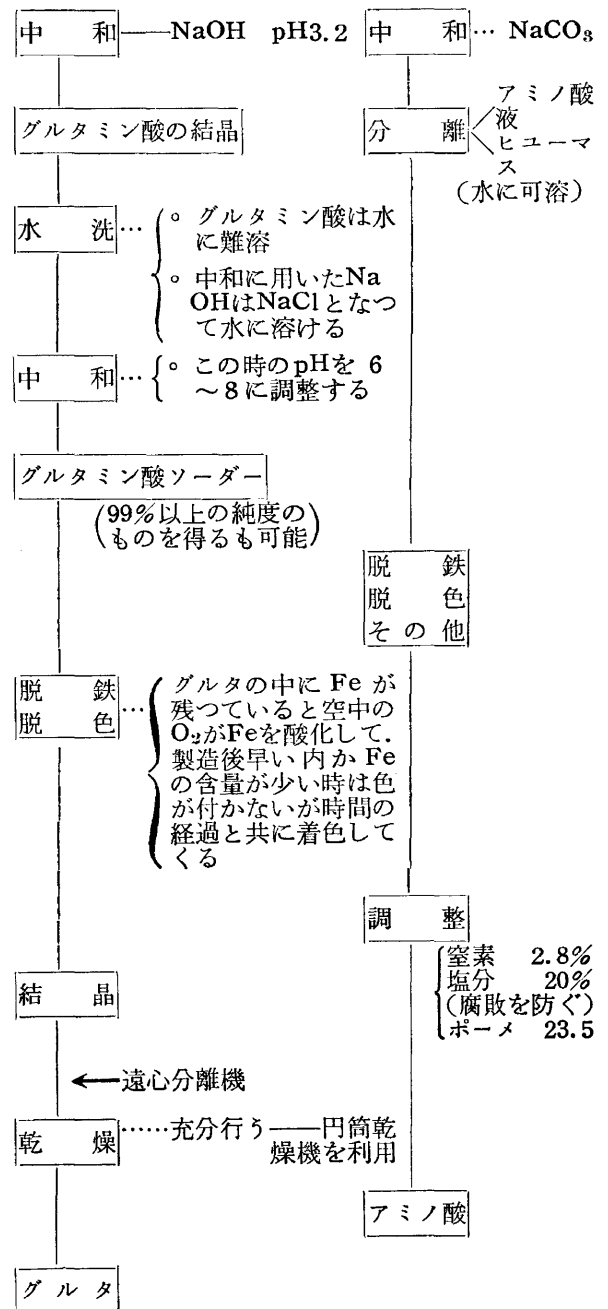 中和——NaOH pH3.2
グルタミン酸の結晶
水洗…
。グルタミン酸は水
に難溶
。中和に用いたNa
OHはNaClとなつ
て水に溶ける
中和…
。この時のpHを 6
～8に調整する
グルタミン酸ソーダー
(99%以上の純度の
ものを得るも可能)
脱鉄
脱色…
グルタの中に Fe が
残つていると空中の
O₂がFeを酸化して.
製造後早い内か Fe
の含量が少い時は色
が付かないが時間の
経過と共に着色して
くる
結晶
←遠心分離機
乾燥……充分行う——円筒乾
燥機を利用
グルタ
中和… NaCO₃
分離
アミノ酸
液
ヒユーマ
ス
(水に可溶)
脱鉄
脱色
その他
調整
窒素 2.8%
塩分 20%
(腐敗を防ぐ)
ポーメ 23.5
アミノ酸